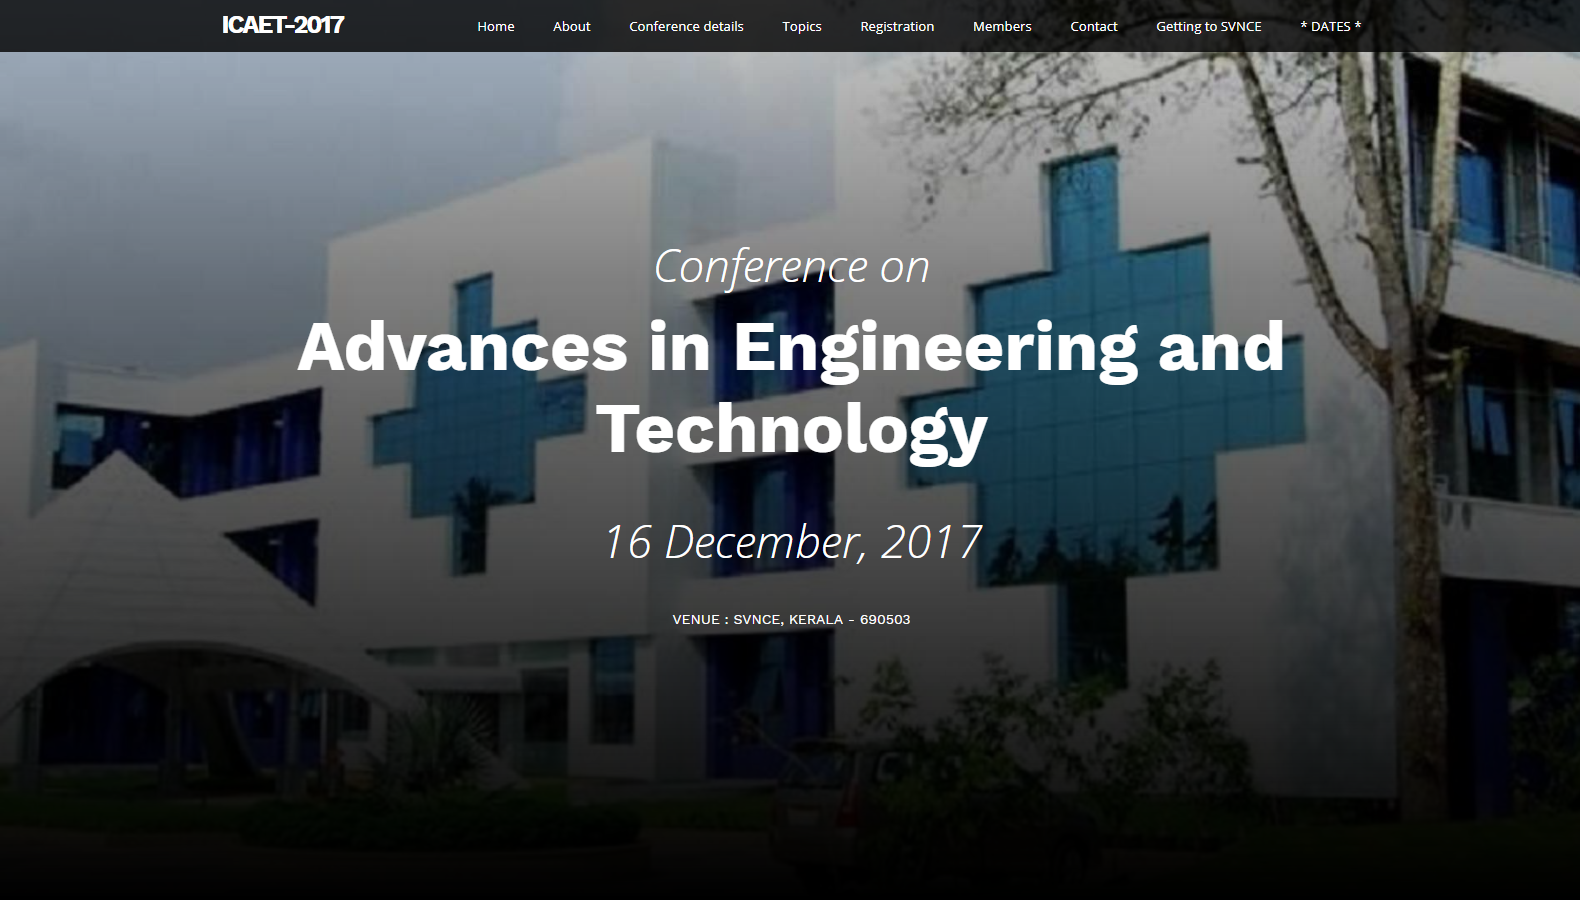 ICAET-2017
Home About Conference details Topics Registration Members Contact Getting to SVNCE * DATES *
Conference on
Advances in Engineering and
Technology
16 December, 2017
VENUE : SVNCE, KERALA - 690503